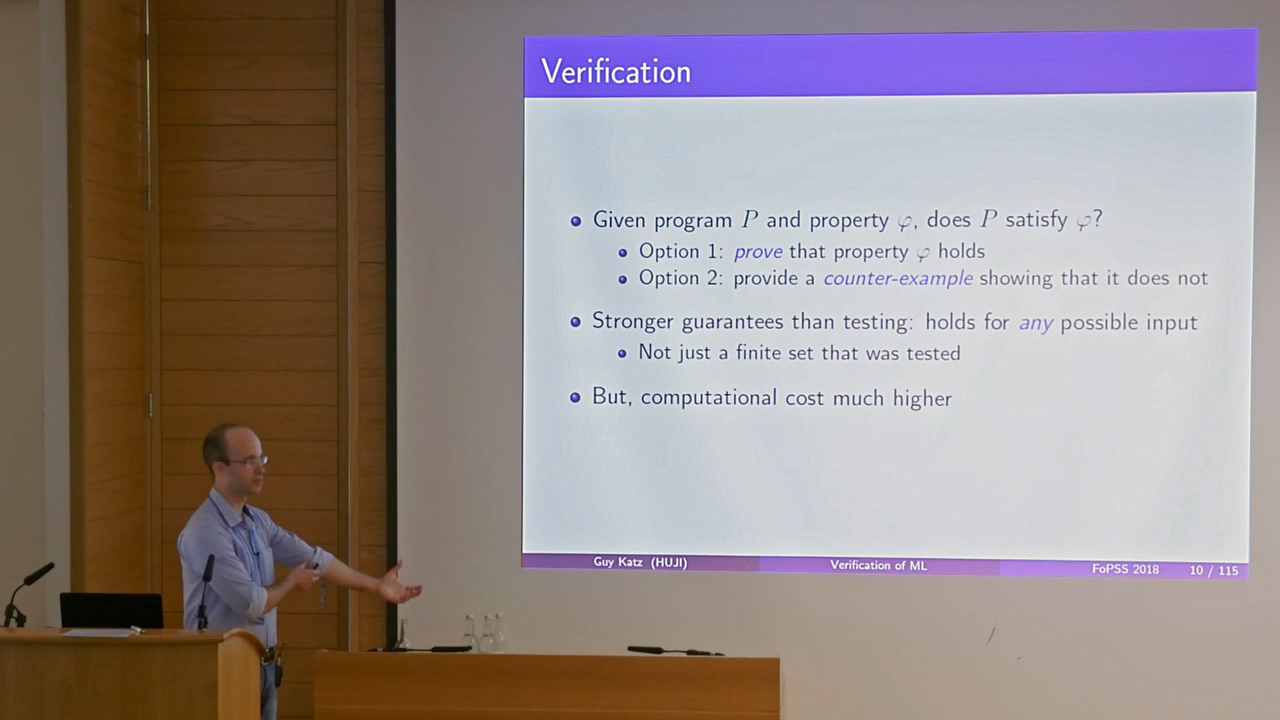 Verification
Given program P and property φ, does P satisfy φ?
Option 1: prove that property φ holds
Option 2: provide a counter-example showing that it does not
Stronger guarantees than testing: holds for any possible input
Not just a finite set that was tested
But, computational cost much higher
Guy Katz (HUJI) Verification of ML FoPSS 2018 10 / 115